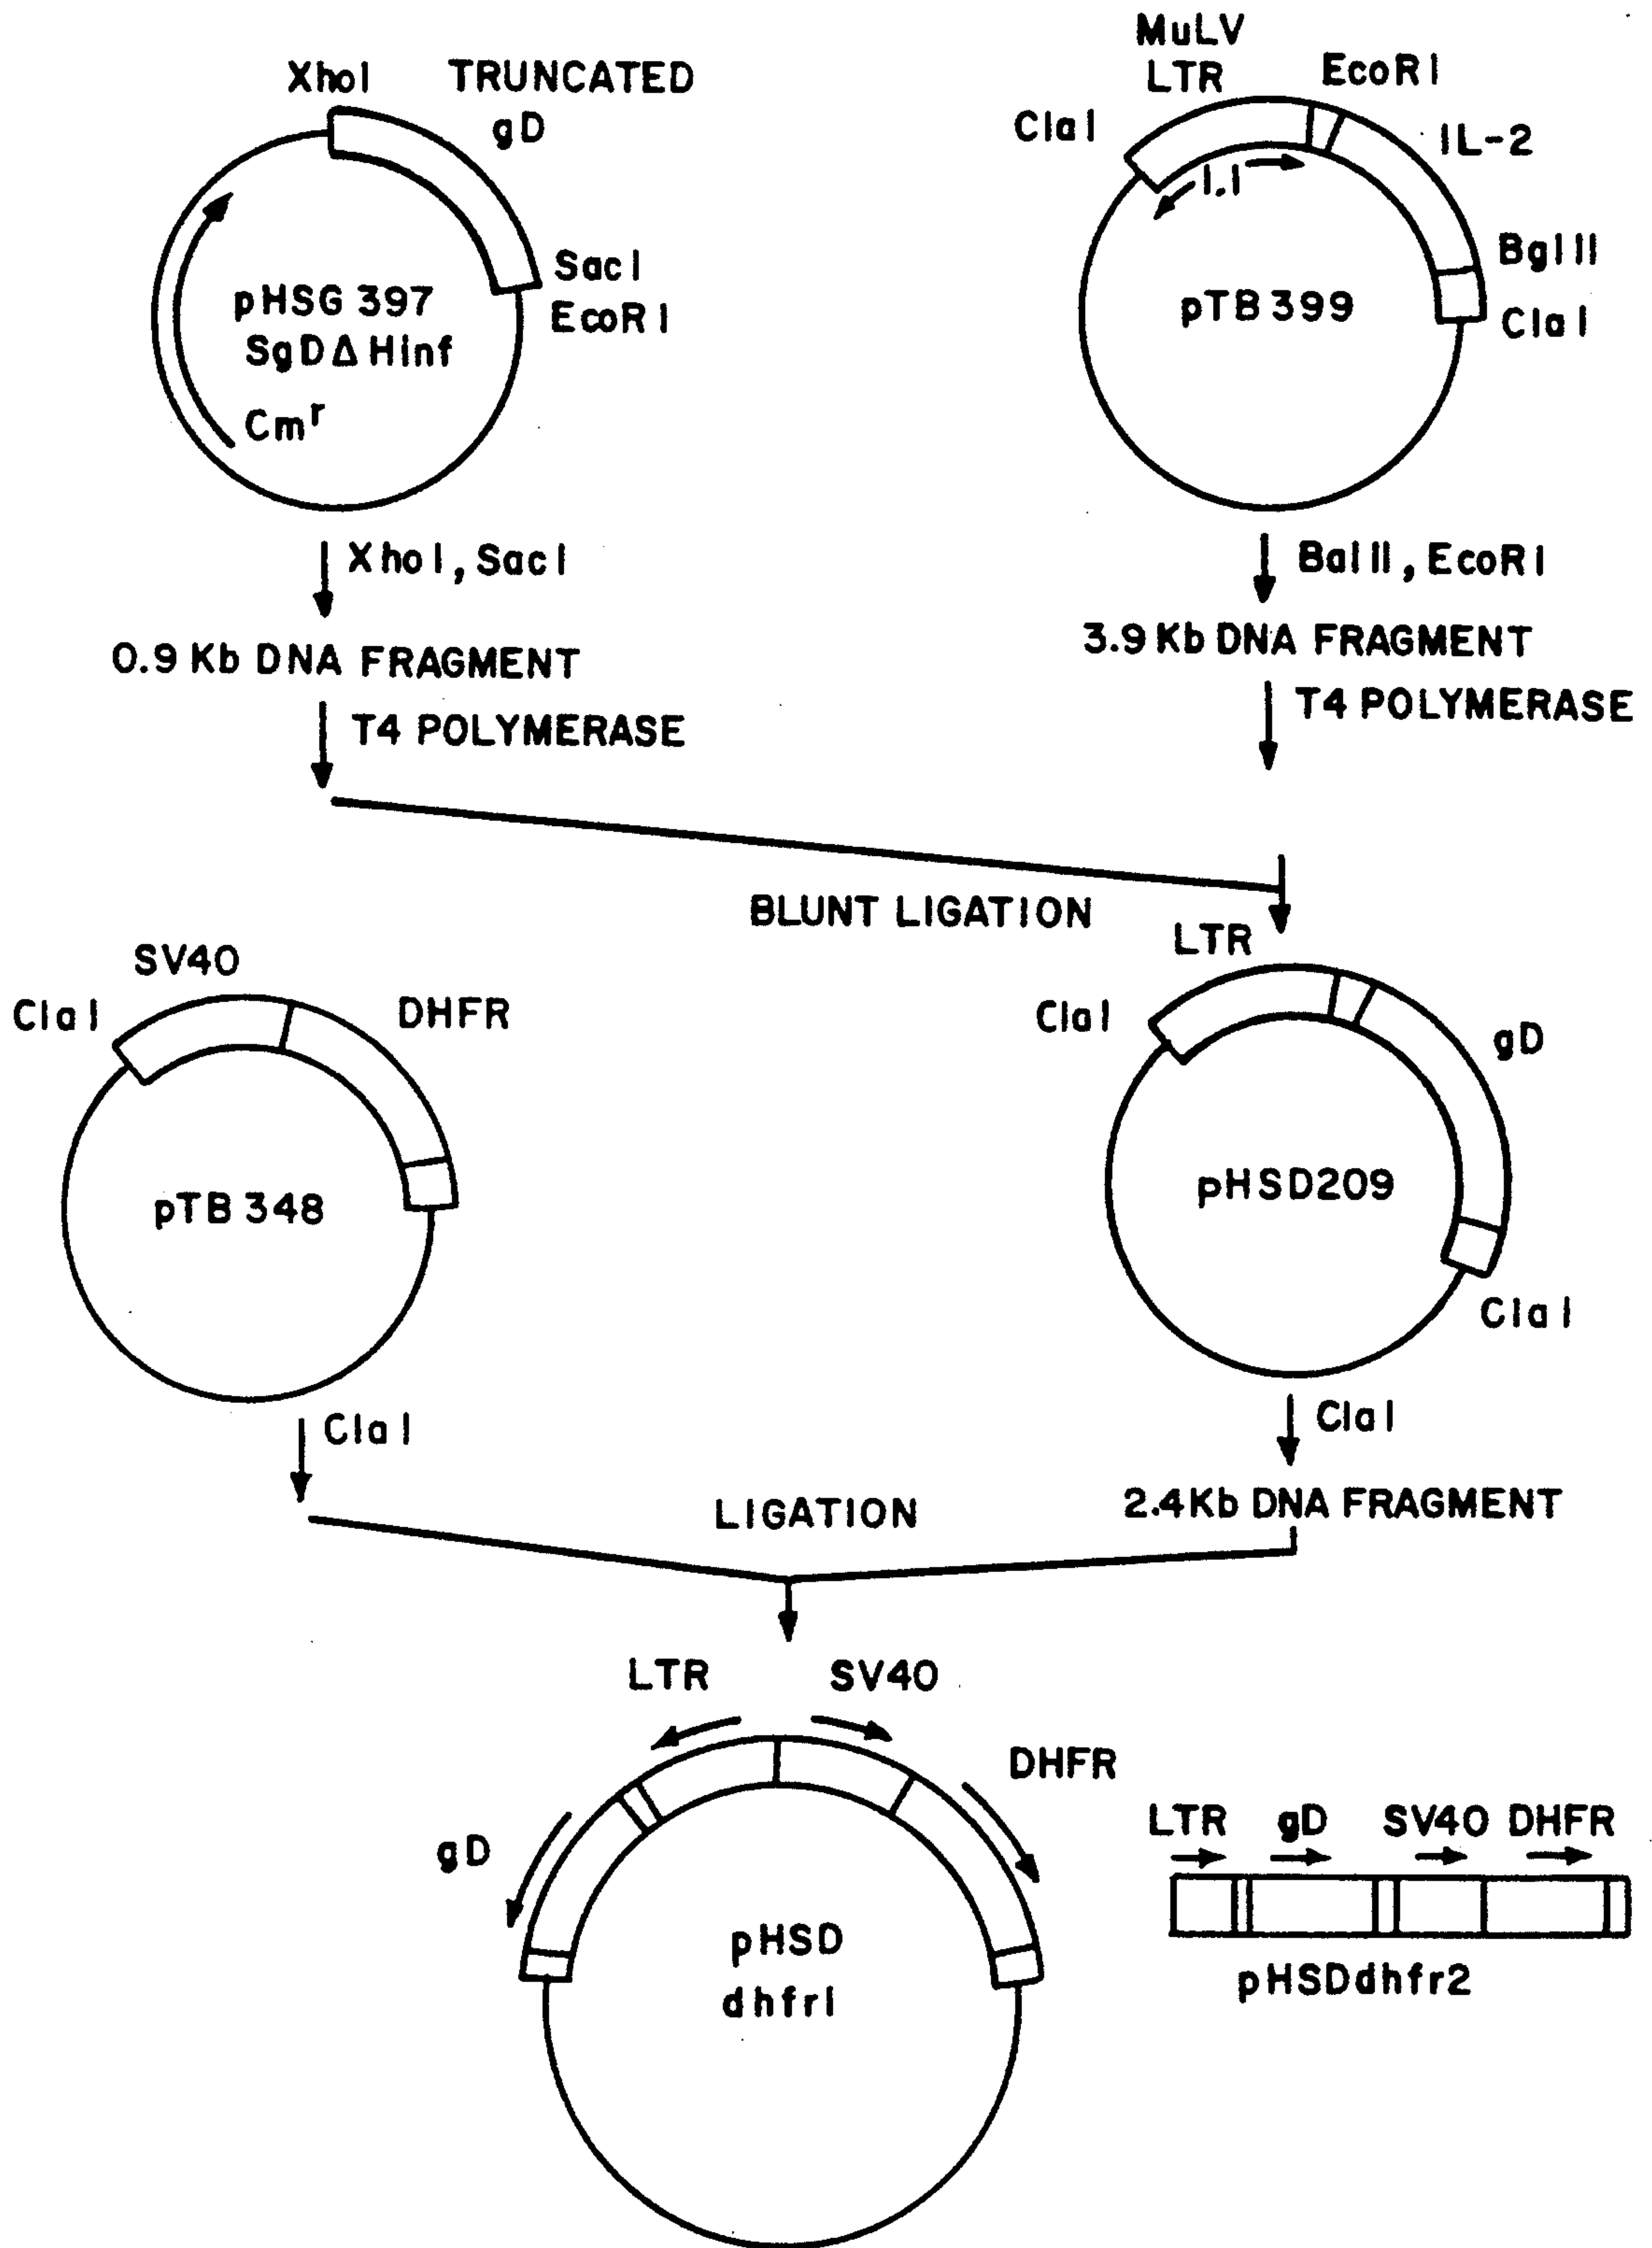 XhoI
TRUNCATED
gD
SacI
EcoRI
pHSG 397
SgDΔHinf
Cmʳ
MuLV
LTR
EcoRI
ClaI
IL-2
1.1
BglII
ClaI
pTB 399
XhoI, SacI
BalII, EcoRI
0.9 Kb DNA FRAGMENT
3.9 Kb DNA FRAGMENT
T4 POLYMERASE
T4 POLYMERASE
BLUNT LIGATION
SV40
ClaI
DHFR
pTB 348
LTR
ClaI
gD
pHSD209
ClaI
ClaI
ClaI
LIGATION
2.4Kb DNA FRAGMENT
LTR
SV40
DHFR
gD
pHSD
dhfrl
LTR gD SV40 DHFR
pHSDdhfr2